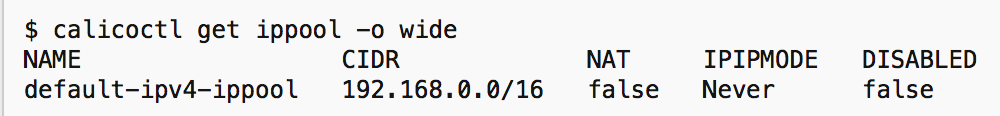 $ calicoctl get ippool -o wide
NAME CIDR NAT IPIPMODE DISABLED
default-ipv4-ippool 192.168.0.0/16 false Never false